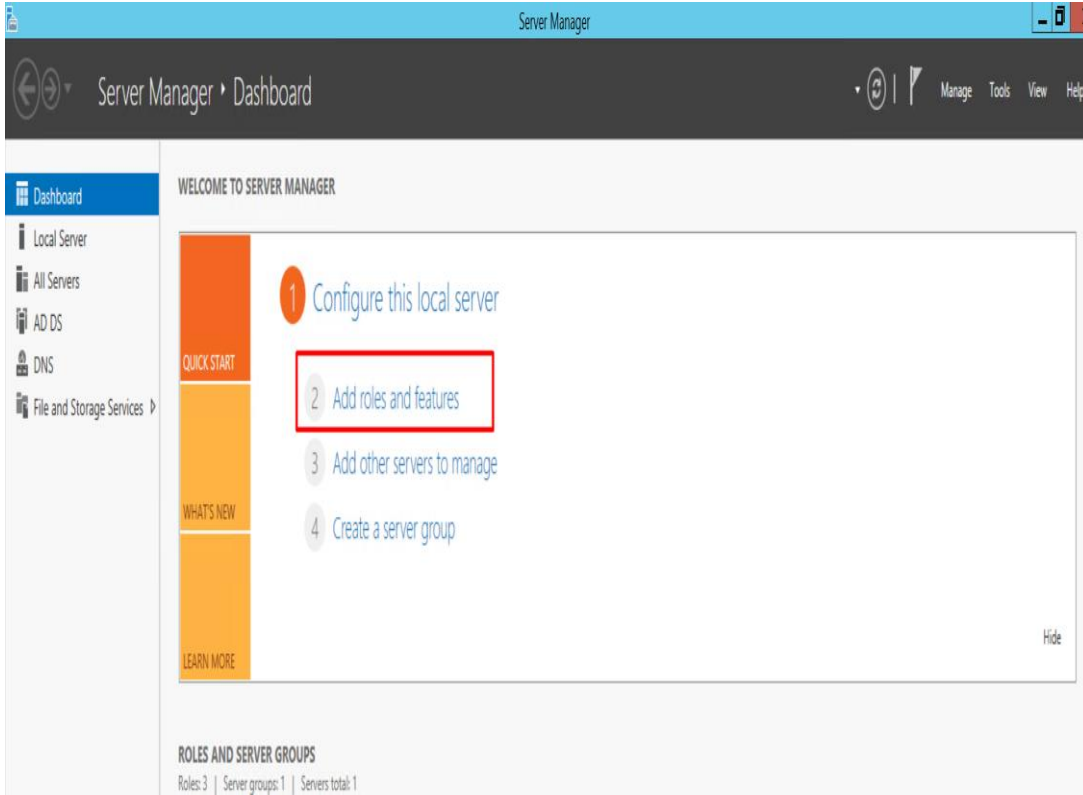 Server Manager
Server Manager ‣ Dashboard
Manage Tools View Help
Dashboard
Local Server
All Servers
AD DS
DNS
File and Storage Services
WELCOME TO SERVER MANAGER
QUICK START
WHAT'S NEW
LEARN MORE
1 Configure this local server
2 Add roles and features
3 Add other servers to manage
4 Create a server group
Hide
ROLES AND SERVER GROUPS
Roles: 3 | Server groups: 1 | Servers total: 1